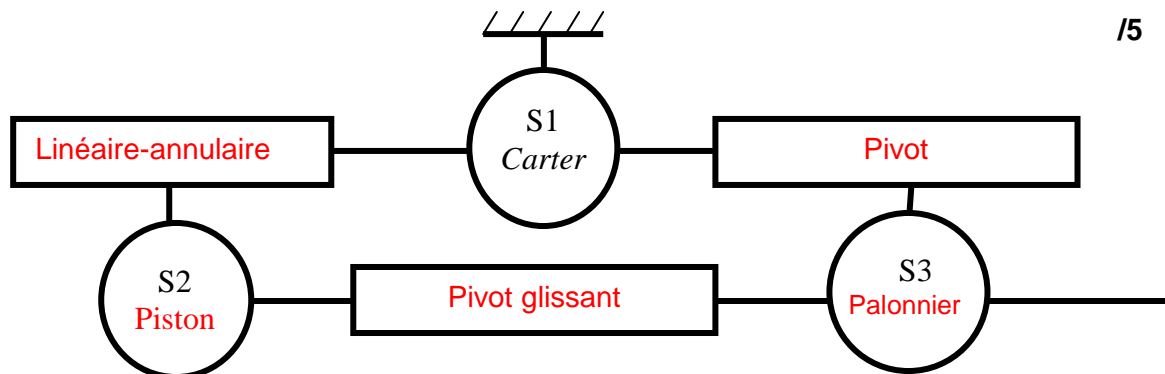 /5
S1
Carter
Linéaire-annulaire
Pivot
S2
Piston
Pivot glissant
S3
Palonnier